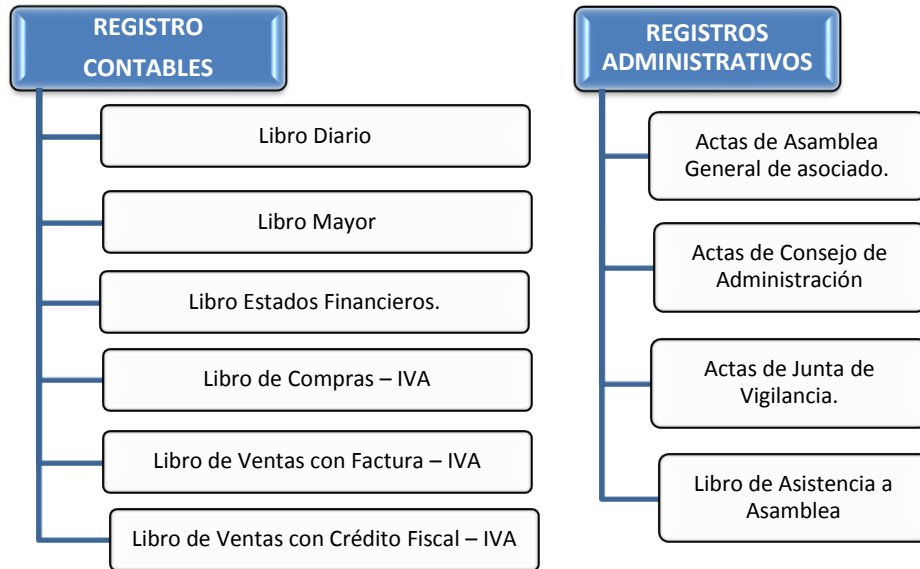 REGISTRO
CONTABLES
Libro Diario
Libro Mayor
Libro Estados Financieros.
Libro de Compras – IVA
Libro de Ventas con Factura – IVA
Libro de Ventas con Crédito Fiscal – IVA
REGISTROS
ADMINISTRATIVOS
Actas de Asamblea
General de asociado.
Actas de Consejo de
Administración
Actas de Junta de
Vigilancia.
Libro de Asistencia a
Asamblea